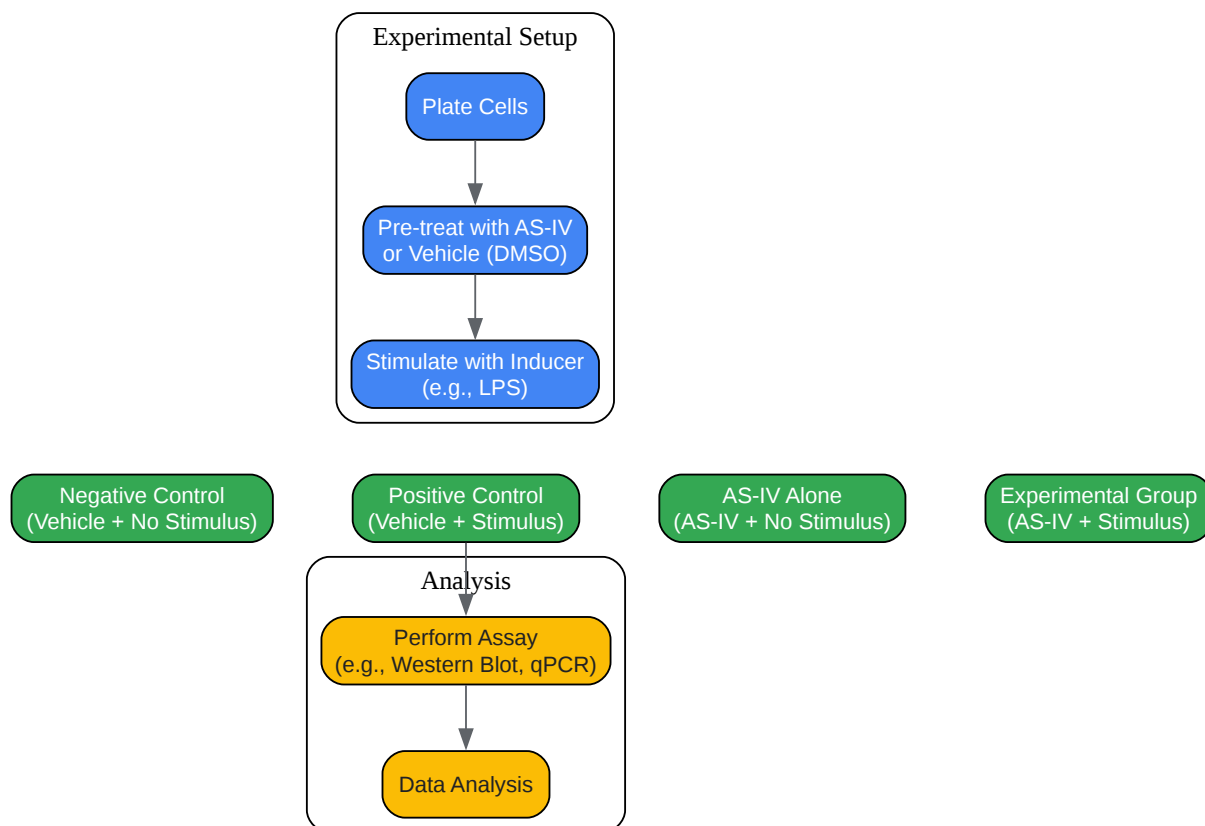 Experimental Setup
Plate Cells
Pre-treat with AS-IV
or Vehicle (DMSO)
Stimulate with Inducer
(e.g., LPS)
Negative Control
(Vehicle + No Stimulus)
Positive Control
(Vehicle + Stimulus)
AS-IV Alone
(AS-IV + No Stimulus)
Experimental Group
(AS-IV + Stimulus)
Analysis
Perform Assay
(e.g., Western Blot, qPCR)
Data Analysis